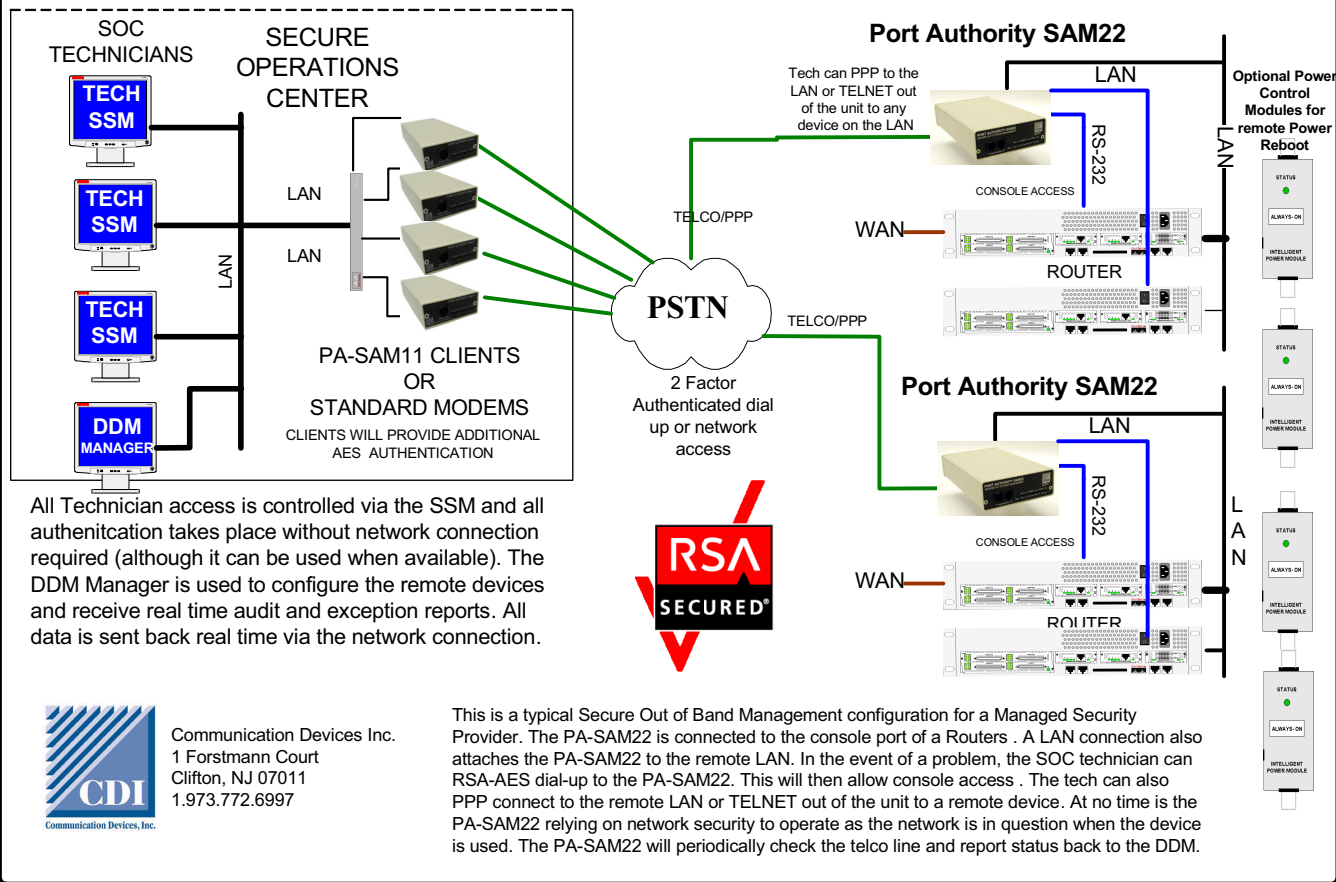 SOC
TECHNICIANS
SECURE
OPERATIONS
CENTER
TECH
SSM
TECH
SSM
TECH
SSM
DDM
MANAGER
LAN
LAN
LAN
PA-SAM11 CLIENTS
OR
STANDARD MODEMS
CLIENTS WILL PROVIDE ADDITIONAL
AES AUTHENTICATION
PSTN
TELCO/PPP
TELCO/PPP
2 Factor
Authenticated dial
up or network
access
Port Authority SAM22
Tech can PPP to the
LAN or TELNET out
of the unit to any
device on the LAN
LAN
LAN
RS-232
CONSOLE ACCESS
WAN
ROUTER
Port Authority SAM22
LAN
L
A
N
RS-232
CONSOLE ACCESS
WAN
ROUTER
Optional Power
Control
Modules for
remote Power
Reboot
STATUS
ALWAYS- ON
INTELLIGENT
POWER MODULE
STATUS
ALWAYS- ON
INTELLIGENT
POWER MODULE
STATUS
ALWAYS- ON
INTELLIGENT
POWER MODULE
STATUS
ALWAYS- ON
INTELLIGENT
POWER MODULE
All Technician access is controlled via the SSM and all
authenitcation takes place without network connection
required (although it can be used when available). The
DDM Manager is used to configure the remote devices
and receive real time audit and exception reports. All
data is sent back real time via the network connection.
RSA
SECURED®
CDI
Communication Devices, Inc.
Communication Devices Inc.
1 Forstmann Court
Clifton, NJ 07011
1.973.772.6997
This is a typical Secure Out of Band Management configuration for a Managed Security
Provider. The PA-SAM22 is connected to the console port of a Routers . A LAN connection also
attaches the PA-SAM22 to the remote LAN. In the event of a problem, the SOC technician can
RSA-AES dial-up to the PA-SAM22. This will then allow console access . The tech can also
PPP connect to the remote LAN or TELNET out of the unit to a remote device. At no time is the
PA-SAM22 relying on network security to operate as the network is in question when the device
is used. The PA-SAM22 will periodically check the telco line and report status back to the DDM.